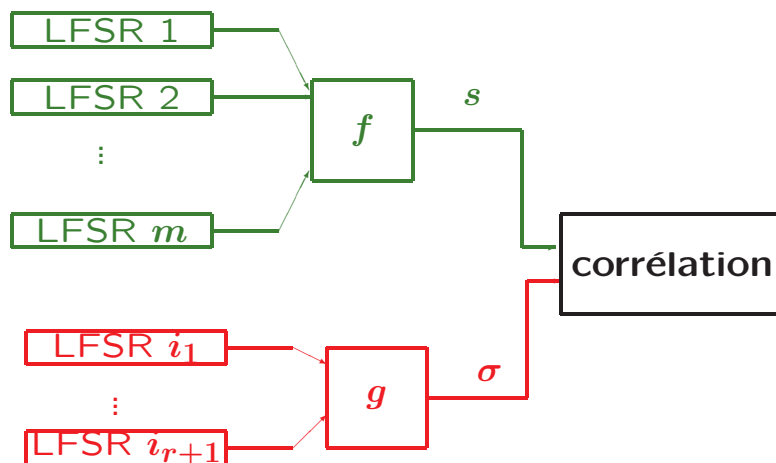 LFSR 1
LFSR 2
⋮
LFSR m
f
s
corrélation
LFSR i₁
⋮
LFSR iᵣ₊₁
g
σ